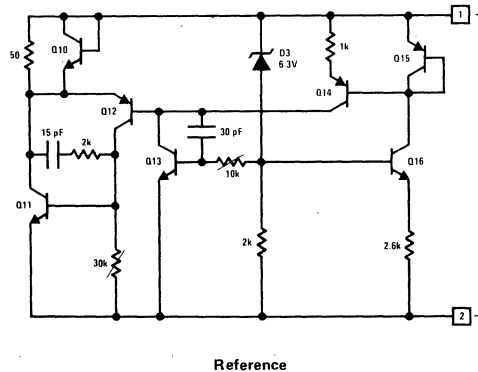 1
50
Q10
D3
6 3V
1k
Q15
Q14
Q12
15 pF
2k
30 pF
Q13
10k
Q16
Q11
30k
2k
2.6k
2
Reference